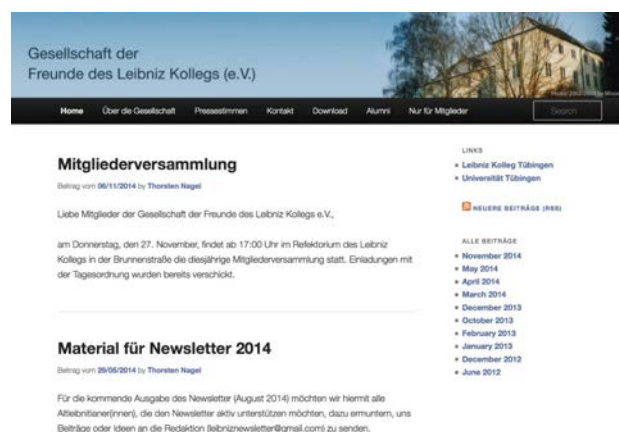 Gesellschaft der
Freunde des Leibniz Kollegs (e.V.)
Home Über die Gesellschaft Pressestimmen Kontakt Download Alumni Nur für Mitglieder Search
Mitgliederversammlung
Beitrag vom 06/11/2014 by Thorsten Nagel
Liebe Mitglieder der Gesellschaft der Freunde des Leibniz Kollegs e.V.,
am Donnerstag, den 27. November, findet ab 17:00 Uhr im Refektorium des Leibniz
Kollegs in der Brunnenstraße die diesjährige Mitgliederversammlung statt. Einladungen mit
der Tagesordnung wurden bereits verschickt.
Material für Newsletter 2014
Beitrag vom 29/05/2014 by Thorsten Nagel
Für die kommende Ausgabe des Newsletter (August 2014) möchten wir hiermit alle
Altleibnitianer(innen), die den Newsletter aktiv unterstützen möchten, dazu ermuntern, uns
Beiträge oder Ideen an die Redaktion (leibniznewsletter@gmail.com) zu senden.
LINKS
Leibniz Kolleg Tübingen
Universität Tübingen
NEUERE BEITRÄGE (RSS)
ALLE BEITRÄGE
November 2014
May 2014
April 2014
March 2014
December 2013
October 2013
February 2013
January 2013
December 2012
June 2012